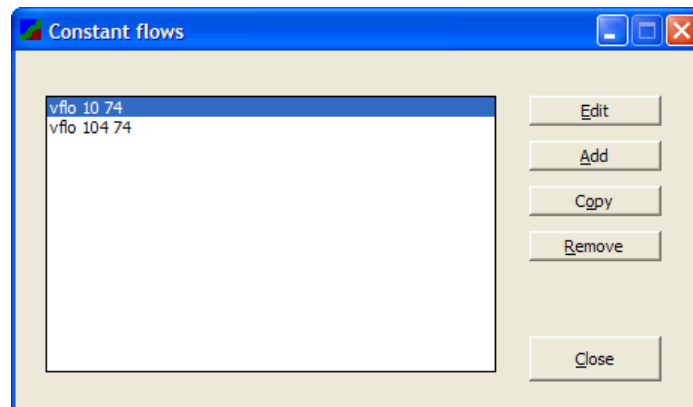 Constant flows
vflo 10 74
vflo 104 74
Edit
Add
Copy
Remove
Close